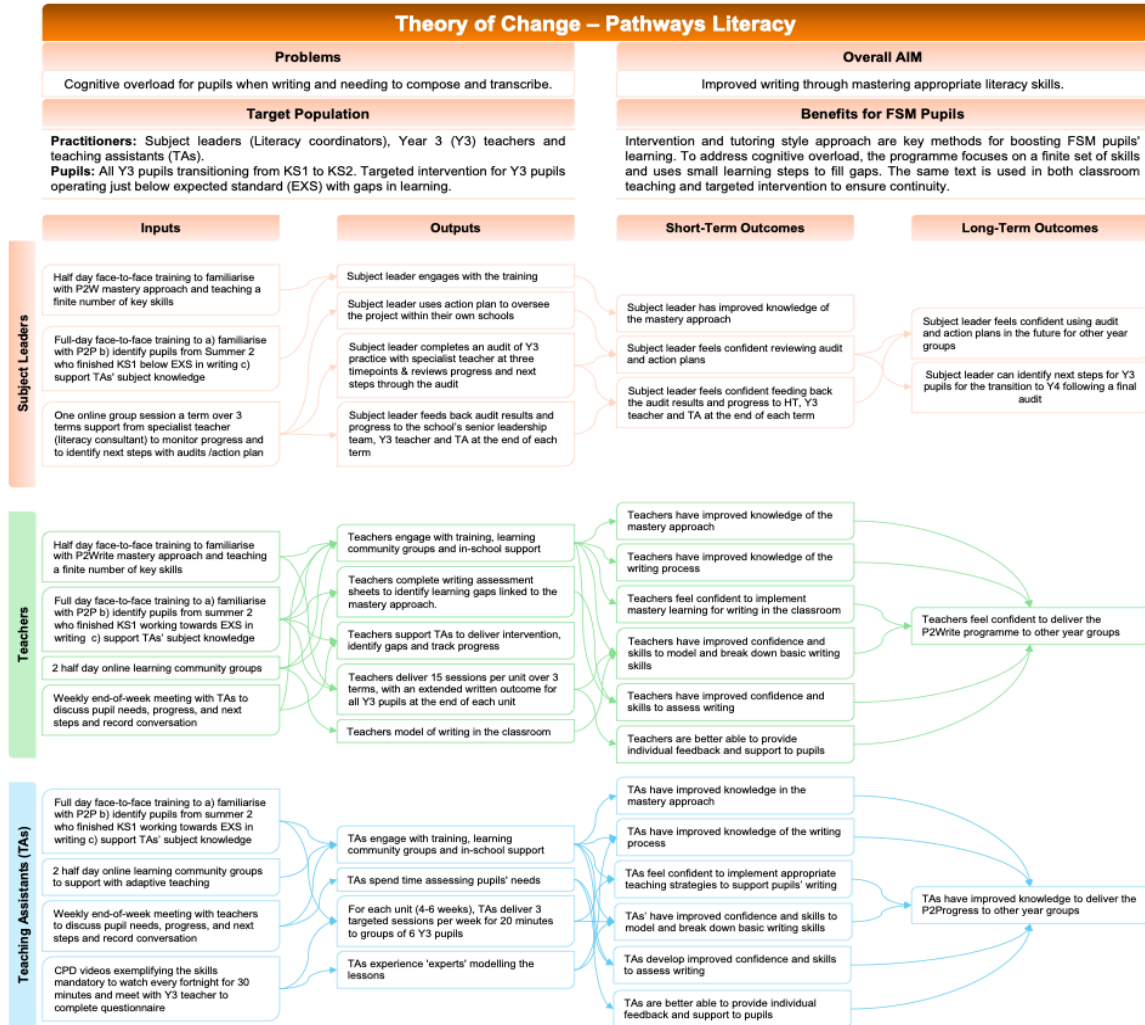 Theory of Change – Pathways Literacy
Problems
Cognitive overload for pupils when writing and needing to compose and transcribe.
Overall AIM
Improved writing through mastering appropriate literacy skills.
Target Population
Practitioners: Subject leaders (Literacy coordinators), Year 3 (Y3) teachers and
teaching assistants (TAs).
Pupils: All Y3 pupils transitioning from KS1 to KS2. Targeted intervention for Y3 pupils
operating just below expected standard (EXS) with gaps in learning.
Benefits for FSM Pupils
Intervention and tutoring style approach are key methods for boosting FSM pupils'
learning. To address cognitive overload, the programme focuses on a finite set of skills
and uses small learning steps to fill gaps. The same text is used in both classroom
teaching and targeted intervention to ensure continuity.
Inputs
Outputs
Short-Term Outcomes
Long-Term Outcomes
Subject Leaders
Half day face-to-face training to familiarise
with P2W mastery approach and teaching a
finite number of key skills
Full-day face-to-face training to a) familiarise
with P2P b) identify pupils from Summer 2
who finished KS1 below EXS in writing c)
support TAs' subject knowledge
One online group session a term over 3
terms support from specialist teacher
(literacy consultant) to monitor progress and
to identify next steps with audits /action plan
Subject leader engages with the training
Subject leader uses action plan to oversee
the project within their own schools
Subject leader completes an audit of Y3
practice with specialist teacher at three
timepoints & reviews progress and next
steps through the audit
Subject leader feeds back audit results and
progress to the school's senior leadership
team, Y3 teacher and TA at the end of each
term
Subject leader has improved knowledge of
the mastery approach
Subject leader feels confident reviewing audit
and action plans
Subject leader feels confident feeding back
the audit results and progress to HT, Y3
teacher and TA at the end of each term
Subject leader feels confident using audit
and action plans in the future for other year
groups
Subject leader can identify next steps for Y3
pupils for the transition to Y4 following a final
audit
Teachers
Half day face-to-face training to familiarise
with P2Write mastery approach and teaching
a finite number of key skills
Full day face-to-face training to a) familiarise
with P2P b) identify pupils from summer 2
who finished KS1 working towards EXS in
writing c) support TAs' subject knowledge
2 half day online learning community groups
Weekly end-of-week meeting with TAs to
discuss pupil needs, progress, and next
steps and record conversation
Teachers engage with training, learning
community groups and in-school support
Teachers complete writing assessment
sheets to identify learning gaps linked to the
mastery approach.
Teachers support TAs to deliver intervention,
identify gaps and track progress
Teachers deliver 15 sessions per unit over 3
terms, with an extended written outcome for
all Y3 pupils at the end of each unit
Teachers model of writing in the classroom
Teachers have improved knowledge of the
mastery approach
Teachers have improved knowledge of the
writing process
Teachers feel confident to implement
mastery learning for writing in the classroom
Teachers have improved confidence and
skills to model and break down basic writing
skills
Teachers have improved confidence and
skills to assess writing
Teachers are better able to provide
individual feedback and support to pupils
Teachers feel confident to deliver the
P2Write programme to other year groups
Teaching Assistants (TAs)
Full day face-to-face training to a) familiarise
with P2P b) identify pupils from summer 2
who finished KS1 working towards EXS in
writing c) support TAs' subject knowledge
2 half day online learning community groups
to support with adaptive teaching
Weekly end-of-week meeting with teachers
to discuss pupil needs, progress, and next
steps and record conversation
CPD videos exemplifying the skills
mandatory to watch every fortnight for 30
minutes and meet with Y3 teacher to
complete questionnaire
TAs engage with training, learning
community groups and in-school support
TAs spend time assessing pupils' needs
For each unit (4-6 weeks), TAs deliver 3
targeted sessions per week for 20 minutes
to groups of 6 Y3 pupils
TAs experience 'experts' modelling the
lessons
TAs have improved knowledge in the
mastery approach
TAs have improved knowledge of the writing
process
TAs feel confident to implement appropriate
teaching strategies to support pupils' writing
TAs' have improved confidence and skills to
model and break down basic writing skills
TAs develop improved confidence and skills
to assess writing
TAs are better able to provide individual
feedback and support to pupils
TAs have improved knowledge to deliver the
P2Progress to other year groups